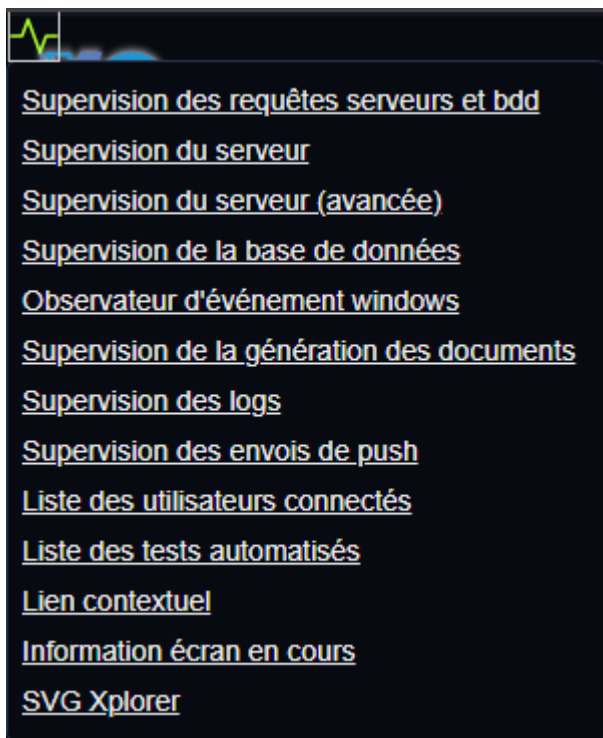 Supervision des requêtes serveurs et bdd
Supervision du serveur
Supervision du serveur (avancée)
Supervision de la base de données
Observateur d'événement windows
Supervision de la génération des documents
Supervision des logs
Supervision des envois de push
Liste des utilisateurs connectés
Liste des tests automatisés
Lien contextuel
Information écran en cours
SVG Xplorer